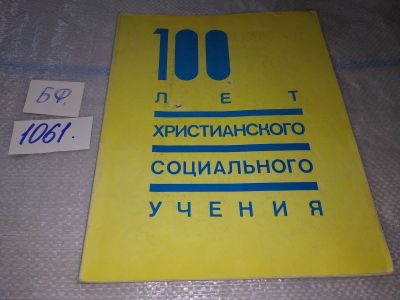 100
ЛЕТ
ХРИСТИАНСКОГО
СОЦИАЛЬНОГО
УЧЕНИЯ
БФ.
1061.